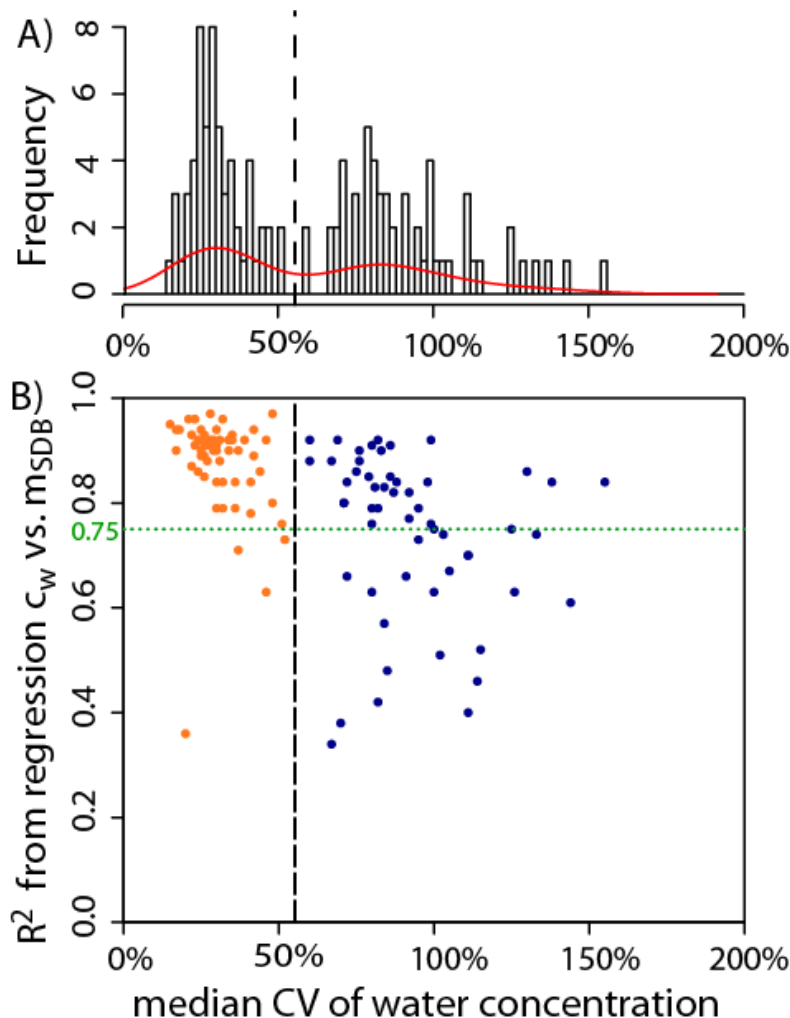 A)
Frequency
8
6
4
2
0
0% 50% 100% 150% 200%
B)
R² from regression c_w vs. m_SDB
1.0
0.8
0.75
0.6
0.4
0.2
0.0
0% 50% 100% 150% 200%
median CV of water concentration